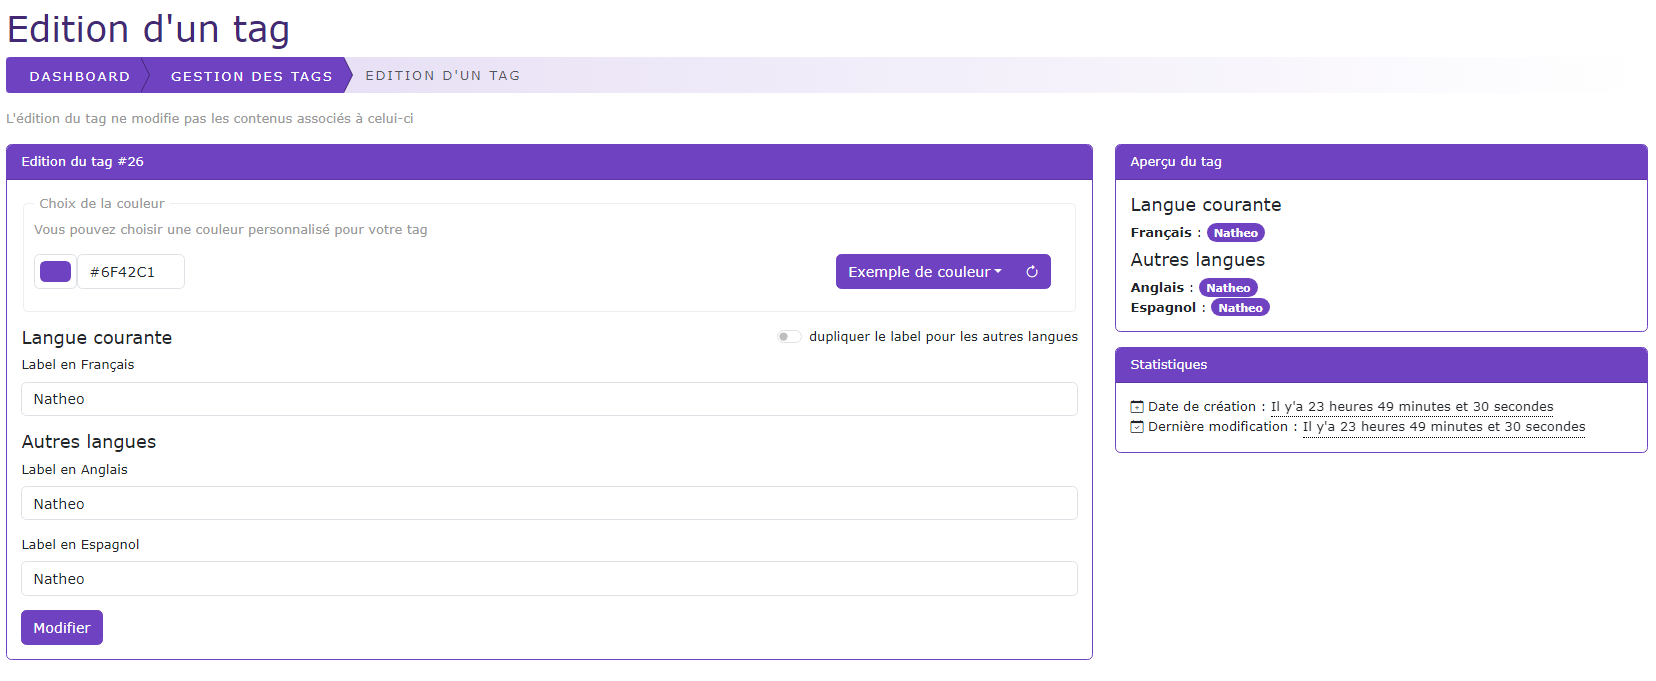 Edition d'un tag
DASHBOARD GESTION DES TAGS EDITION D'UN TAG
L'édition du tag ne modifie pas les contenus associés à celui-ci
Edition du tag #26
Choix de la couleur
Vous pouvez choisir une couleur personnalisé pour votre tag
#6F42C1 Exemple de couleur
Langue courante dupliquer le label pour les autres langues
Label en Français
Natheo
Autres langues
Label en Anglais
Natheo
Label en Espagnol
Natheo
Modifier
Aperçu du tag
Langue courante
Français : Natheo
Autres langues
Anglais : Natheo
Espagnol : Natheo
Statistiques
Date de création : Il y'a 23 heures 49 minutes et 30 secondes
Dernière modification : Il y'a 23 heures 49 minutes et 30 secondes